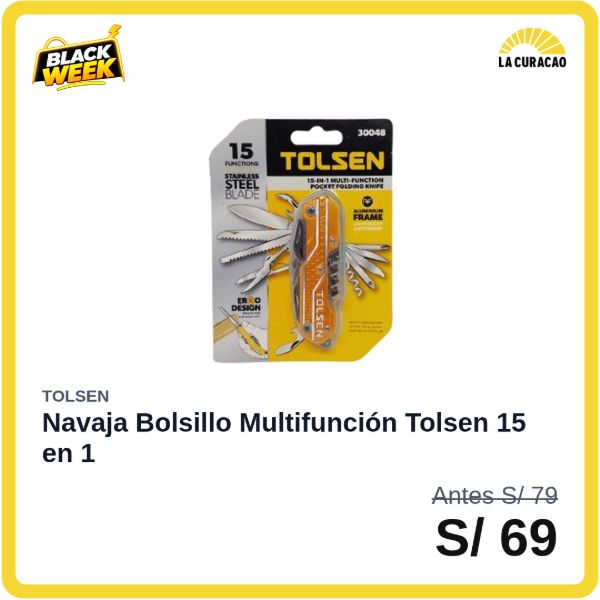 BLACK
WEEK
LA CURACAO
30048
15
FUNCTIONS
TOLSEN
15-IN-1 MULTI-FUNCTION
POCKET FOLDING KNIFE
STAINLESS
STEEL
BLADE
ALUMINIUM
FRAME
ERGO
DESIGN
TOLSEN
TOLSEN
Navaja Bolsillo Multifunción Tolsen 15
en 1
Antes S/ 79
S/ 69